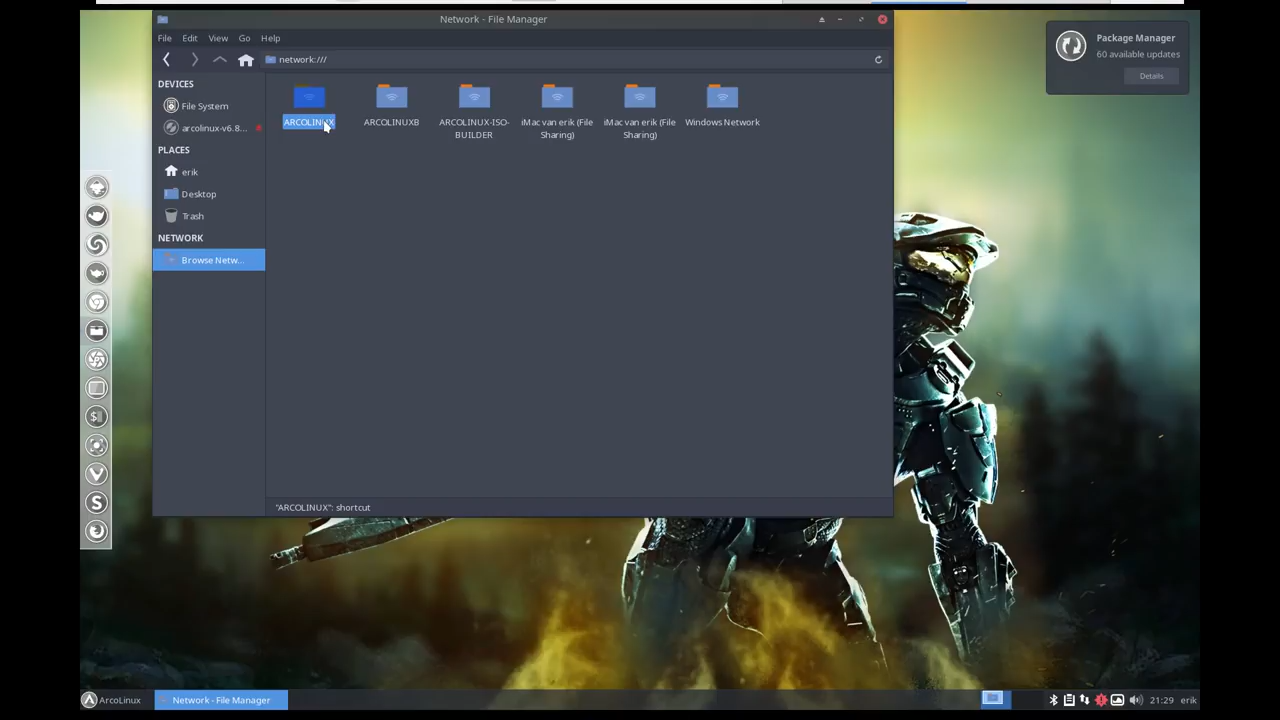 Network - File Manager
File Edit View Go Help
network:///
DEVICES
File System
arcolinux-v6.8...
PLACES
erik
Desktop
Trash
NETWORK
Browse Netw...
ARCOLINUX
ARCOLINUXB
ARCOLINUX-ISO-
BUILDER
iMac van erik (File
Sharing)
iMac van erik (File
Sharing)
Windows Network
"ARCOLINUX": shortcut
Package Manager
60 available updates
Details
ArcoLinux
Network - File Manager
21:29
erik